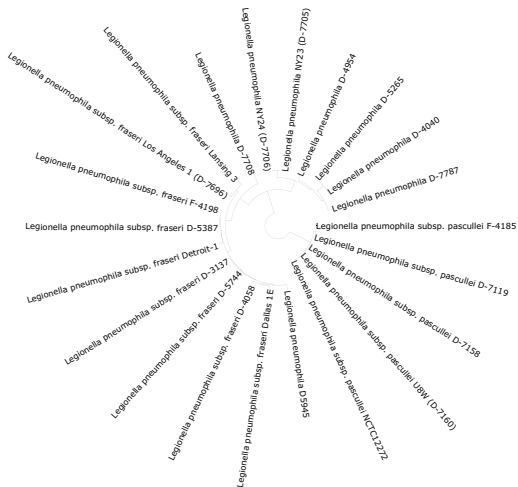 Legionella pneumophila NY23 (D-7705)
Legionella pneumophila D-4954
Legionella pneumophila D-5265
Legionella pneumophila D-4040
Legionella pneumophila D-7787
Legionella pneumophila subsp. pascullei F-4185
Legionella pneumophila subsp. pascullei D-7119
Legionella pneumophila subsp. pascullei D-7158
Legionella pneumophila subsp. pascullei U8W (D-7160)
Legionella pneumophila subsp. pascullei NCTC12272
Legionella pneumophila D5945
Legionella pneumophila subsp. fraseri Dallas 1E
Legionella pneumophila subsp. fraseri D-4058
Legionella pneumophila subsp. fraseri D-5744
Legionella pneumophila subsp. fraseri D-3137
Legionella pneumophila subsp. fraseri Detroit-1
Legionella pneumophila subsp. fraseri D-5387
Legionella pneumophila subsp. fraseri F-4198
Legionella pneumophila subsp. fraseri Los Angeles 1 (D-7696)
Legionella pneumophila subsp. fraseri Lansing 3
Legionella pneumophila D-7708
Legionella pneumophila NY24 (D-7706)